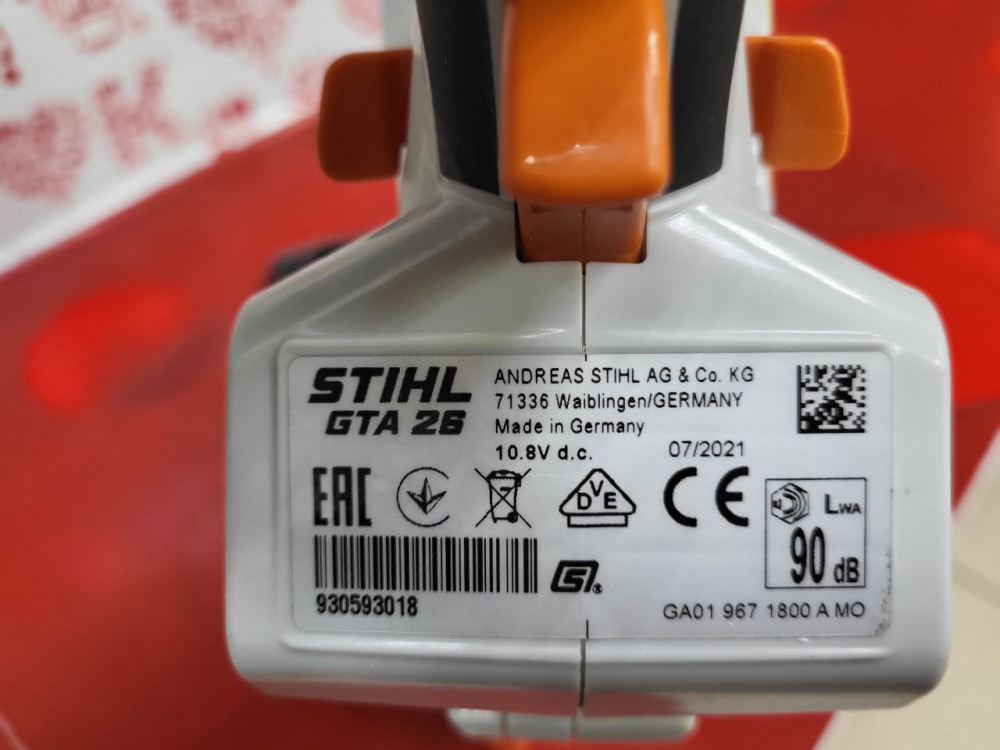 STIHL
GTA 26
ANDREAS STIHL AG & Co. KG
71336 Waiblingen/GERMANY
Made in Germany
10.8V d.c.
07/2021
EAC
DVE
CE
LWA
90 dB
930593018
GA01 967 1800 A MO